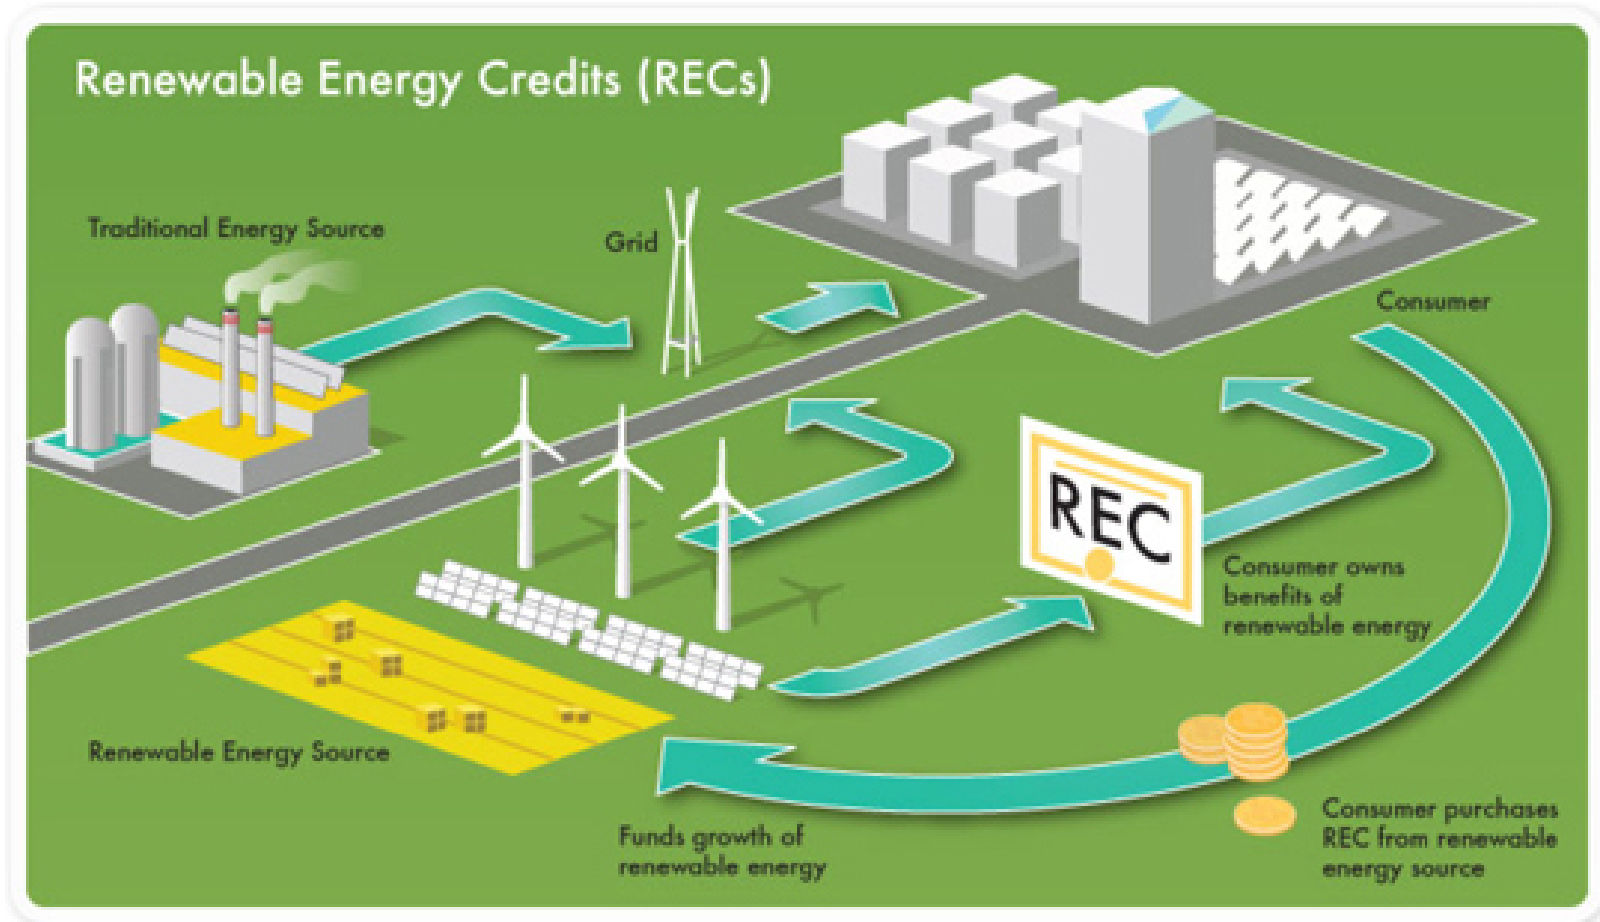 Renewable Energy Credits (RECs)
Traditional Energy Source
Grid
Consumer
REC
Consumer owns
benefits of
renewable energy
Renewable Energy Source
Funds growth of
renewable energy
Consumer purchases
REC from renewable
energy source